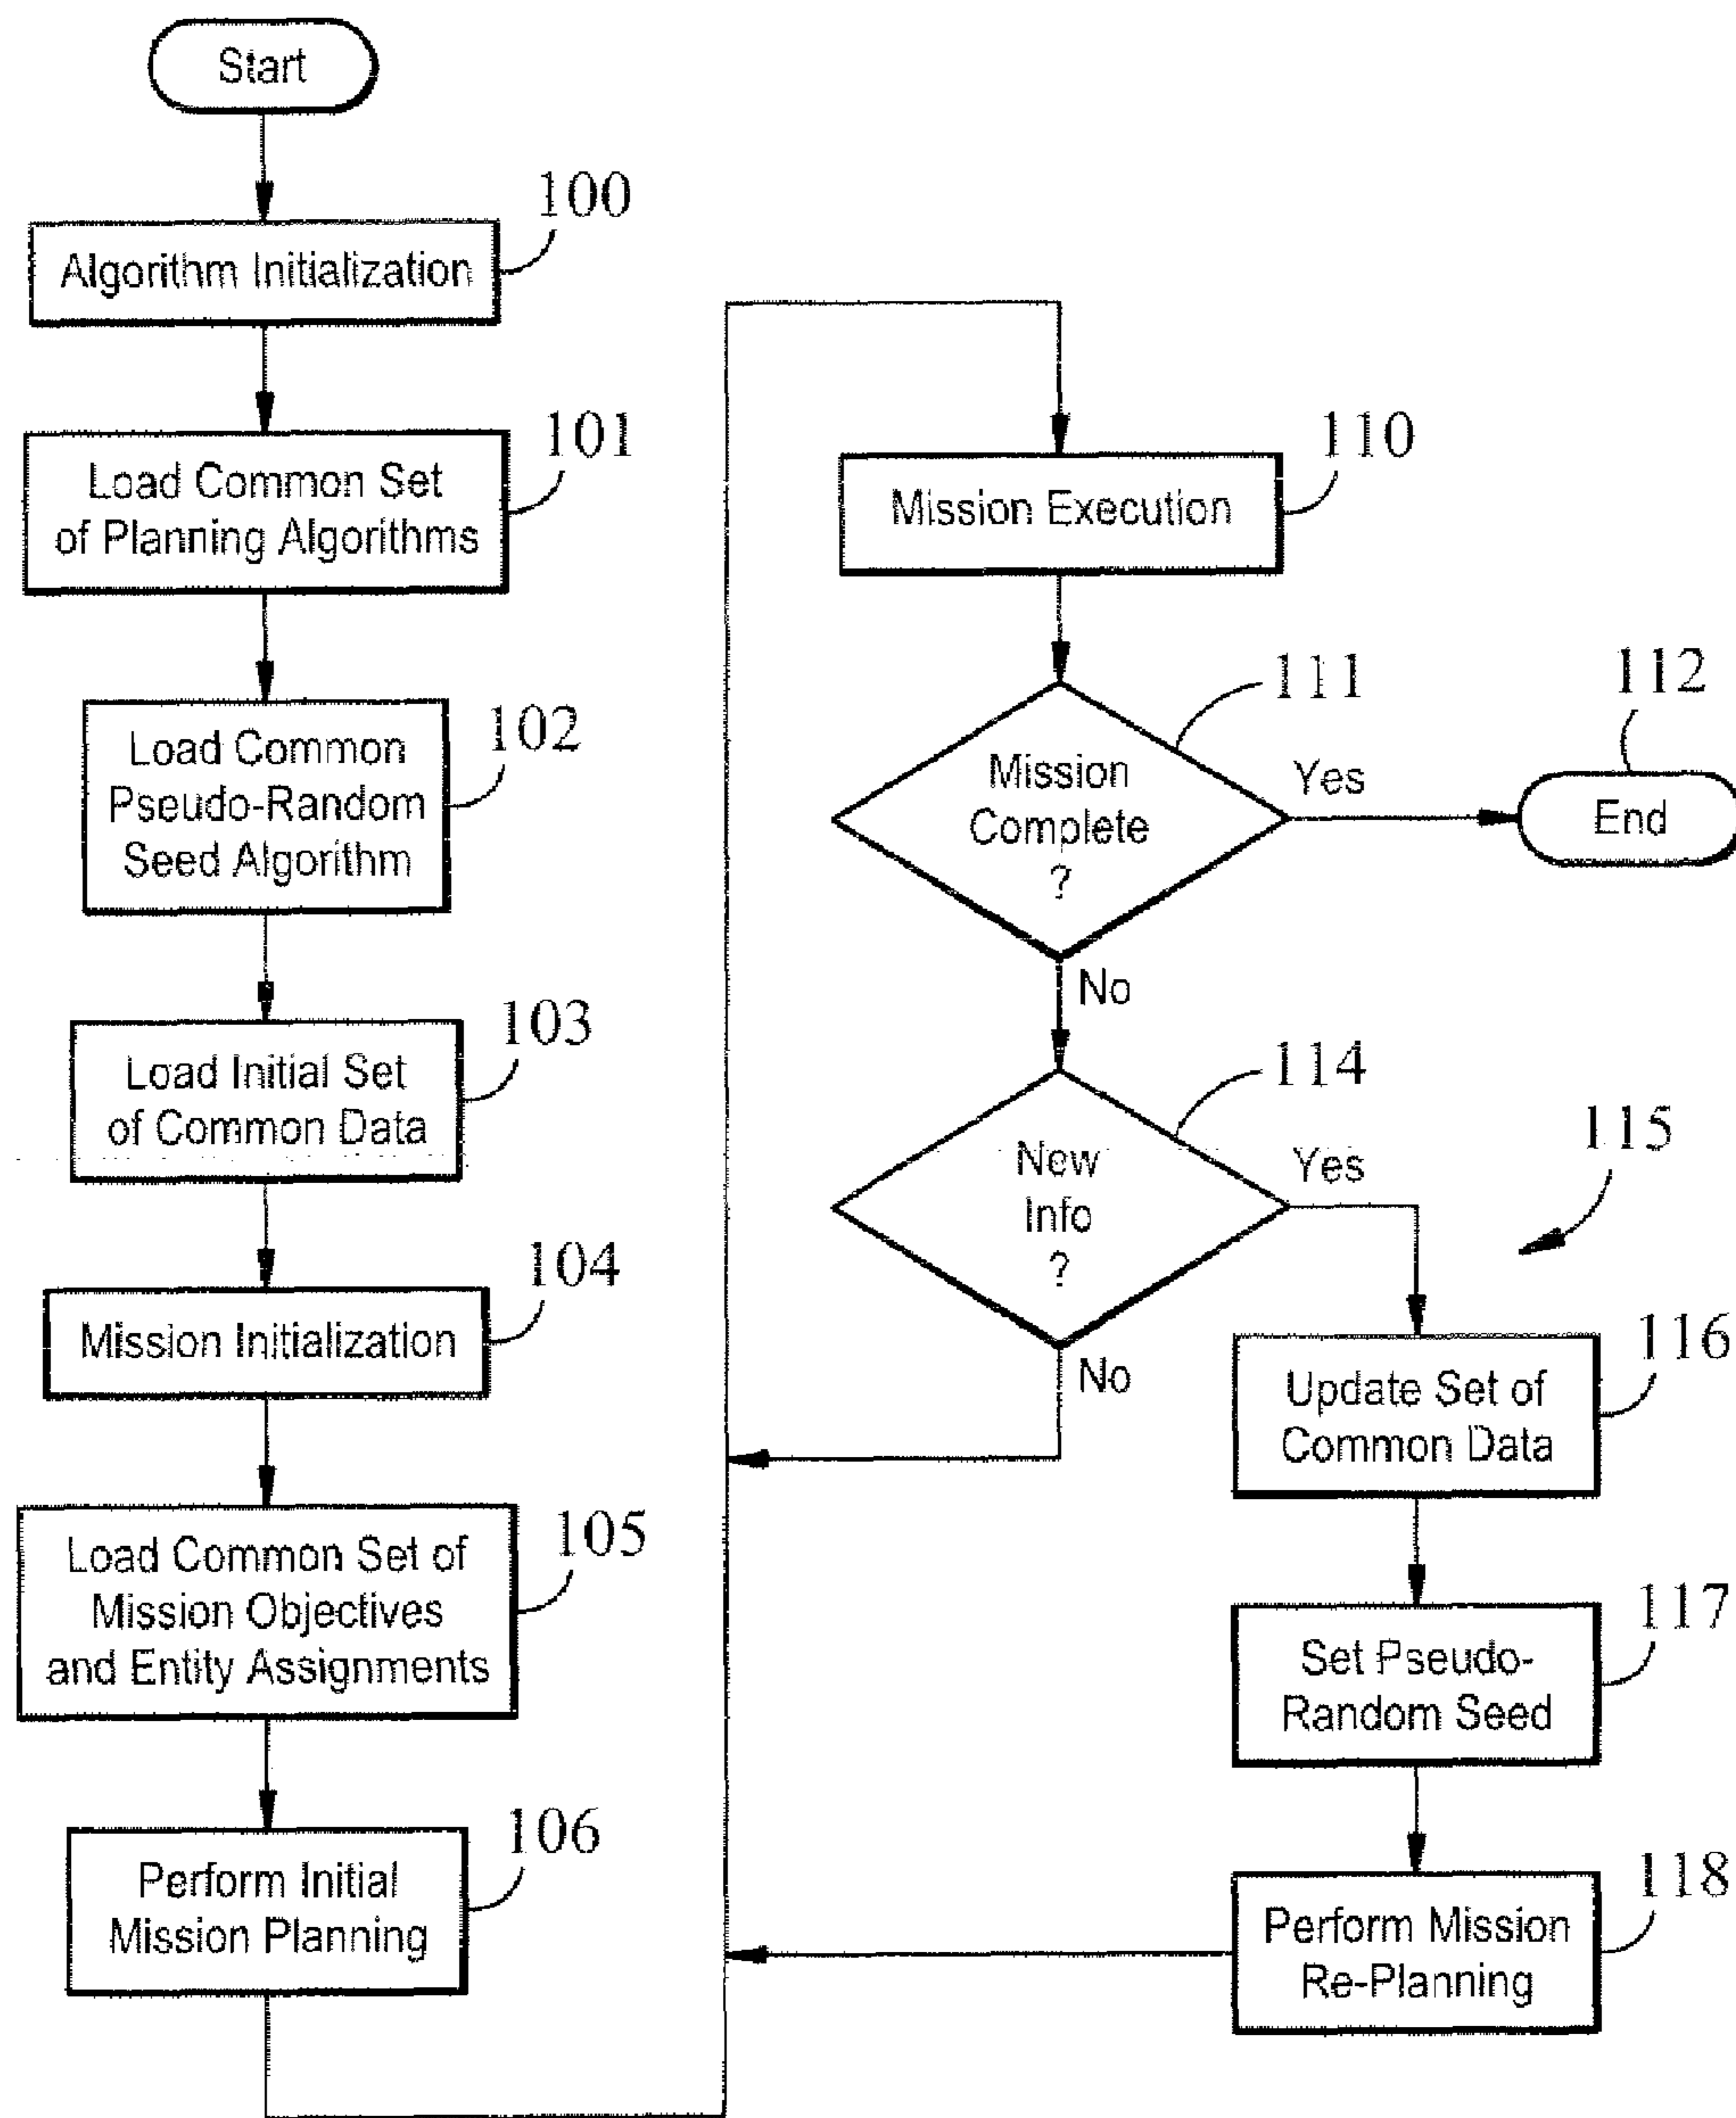 Start
100
Algorithm Initialization
101
Load Common Set
of Planning Algorithms
102
Load Common
Pseudo-Random
Seed Algorithm
103
Load Initial Set
of Common Data
104
Mission Initialization
105
Load Common Set of
Mission Objectives
and Entity Assignments
106
Perform Initial
Mission Planning
110
Mission Execution
111
Mission
Complete
?
Yes
112
End
No
114
New
Info
?
Yes
115
No
116
Update Set of
Common Data
117
Set Pseudo-
Random Seed
118
Perform Mission
Re-Planning